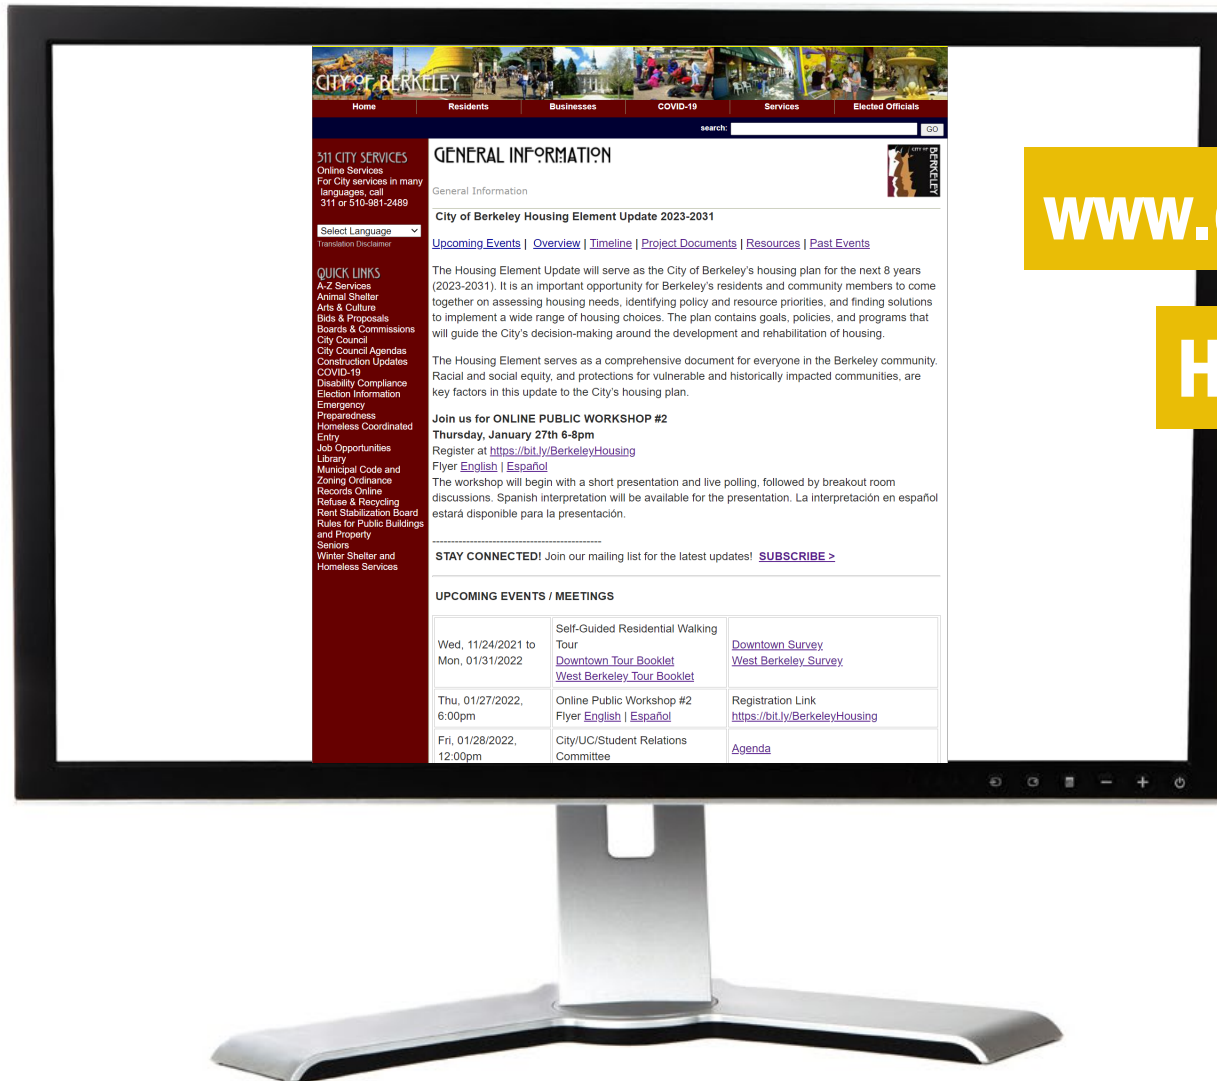 CITY OF BERKELEY
Home Residents Businesses COVID-19 Services Elected Officials
search: GO
311 CITY SERVICES
Online Services
For City services in many
languages, call
311 or 510-981-2489
Select Language
Translation Disclaimer
QUICK LINKS
A-Z Services
Animal Shelter
Arts & Culture
Bids & Proposals
Boards & Commissions
City Council
City Council Agendas
Construction Updates
COVID-19
Disability Compliance
Election Information
Emergency
Preparedness
Homeless Coordinated
Entry
Job Opportunities
Library
Municipal Code and
Zoning Ordinance
Records Online
Refuse & Recycling
Rent Stabilization Board
Rules for Public Buildings
and Property
Seniors
Winter Shelter and
Homeless Services
GENERAL INFORMATION
CITY OF BERKELEY
General Information
City of Berkeley Housing Element Update 2023-2031
Upcoming Events | Overview | Timeline | Project Documents | Resources | Past Events
The Housing Element Update will serve as the City of Berkeley's housing plan for the next 8 years
(2023-2031). It is an important opportunity for Berkeley's residents and community members to come
together on assessing housing needs, identifying policy and resource priorities, and finding solutions
to implement a wide range of housing choices. The plan contains goals, policies, and programs that
will guide the City's decision-making around the development and rehabilitation of housing.
The Housing Element serves as a comprehensive document for everyone in the Berkeley community.
Racial and social equity, and protections for vulnerable and historically impacted communities, are
key factors in this update to the City's housing plan.
Join us for ONLINE PUBLIC WORKSHOP #2
Thursday, January 27th 6-8pm
Register at https://bit.ly/BerkeleyHousing
Flyer English | Español
The workshop will begin with a short presentation and live polling, followed by breakout room
discussions. Spanish interpretation will be available for the presentation. La interpretación en español
estará disponible para la presentación.
---------------------------------------------
STAY CONNECTED! Join our mailing list for the latest updates! SUBSCRIBE >
UPCOMING EVENTS / MEETINGS
Wed, 11/24/2021 to
Mon, 01/31/2022
Self-Guided Residential Walking
Tour
Downtown Tour Booklet
West Berkeley Tour Booklet
Downtown Survey
West Berkeley Survey
Thu, 01/27/2022,
6:00pm
Online Public Workshop #2
Flyer English | Español
Registration Link
https://bit.ly/BerkeleyHousing
Fri, 01/28/2022,
12:00pm
City/UC/Student Relations
Committee
Agenda
www.
H